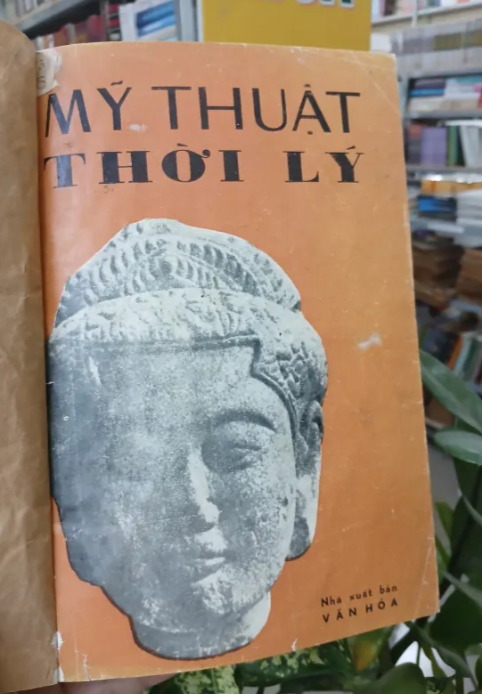 MỸ THUẬT
THỜI LÝ
Nhà xuất bản
VĂN HÓA